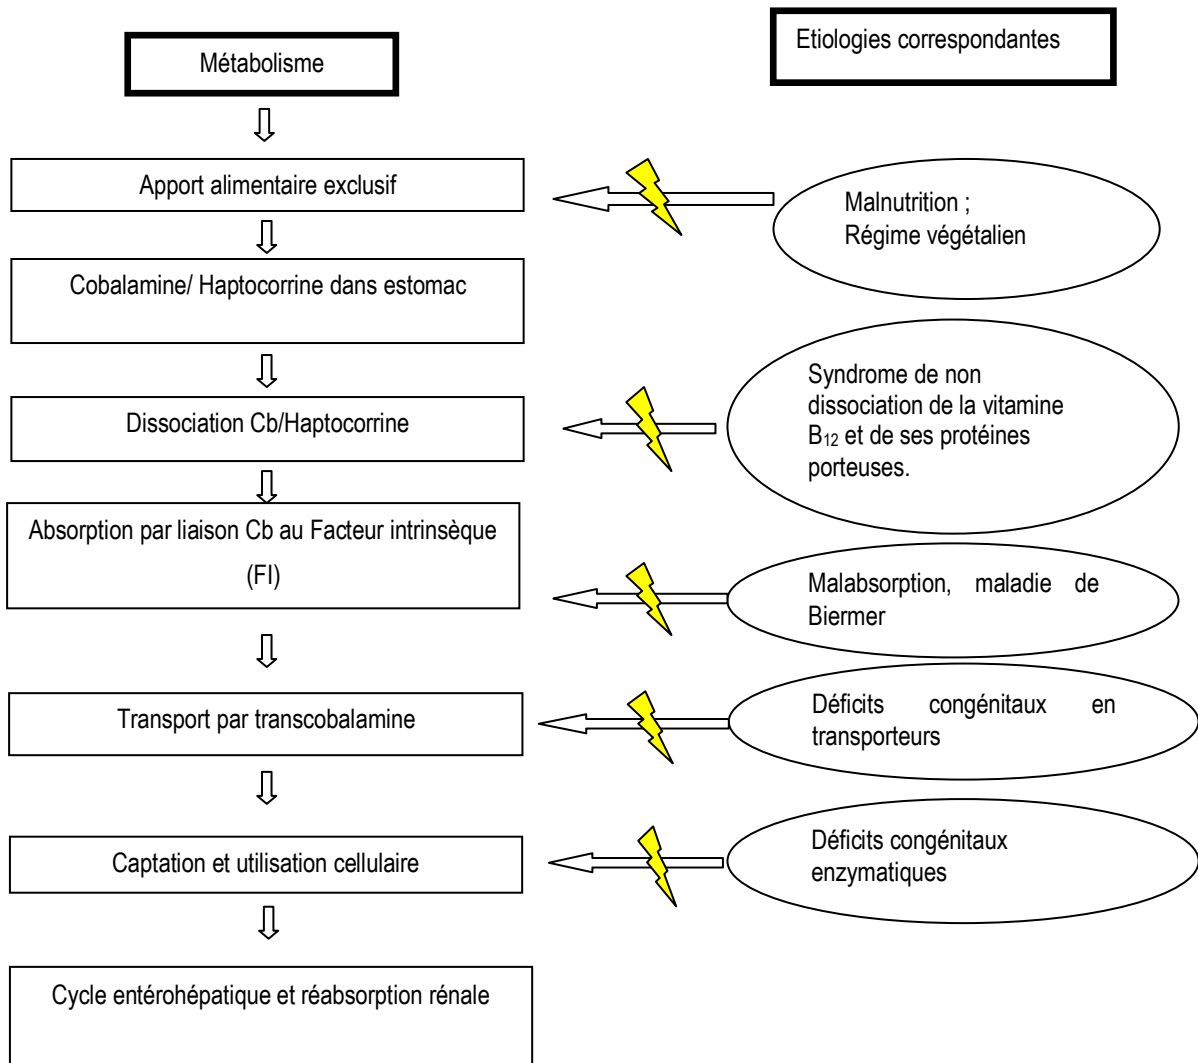 Métabolisme
Etiologies correspondantes
Apport alimentaire exclusif
Malnutrition ;
Régime végétalien
Cobalamine/ Haptocorrine dans estomac
Dissociation Cb/Haptocorrine
Syndrome de non
dissociation de la vitamine
B₁₂ et de ses protéines
porteuses.
Absorption par liaison Cb au Facteur intrinsèque
(FI)
Malabsorption, maladie de
Biermer
Transport par transcobalamine
Déficits congénitaux en
transporteurs
Captation et utilisation cellulaire
Déficits congénitaux
enzymatiques
Cycle entérohépatique et réabsorption rénale